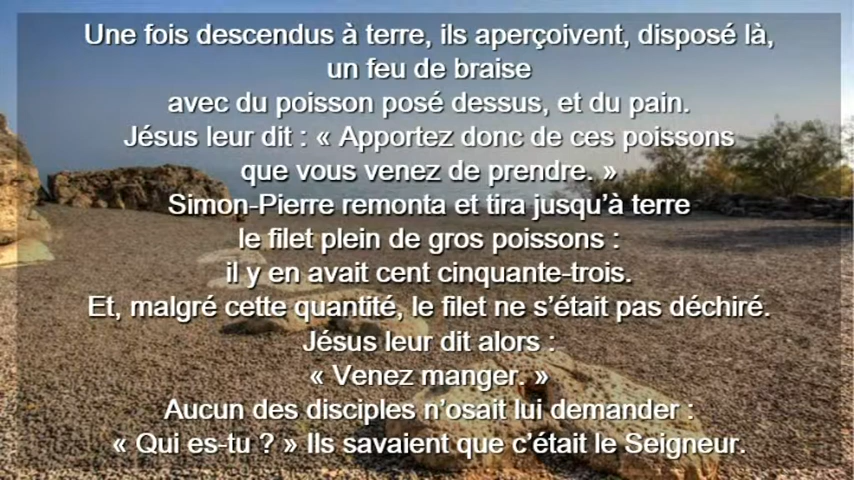 Une fois descendus à terre, ils aperçoivent, disposé là,
un feu de braise
avec du poisson posé dessus, et du pain.
Jésus leur dit : « Apportez donc de ces poissons
que vous venez de prendre. »
Simon-Pierre remonta et tira jusqu’à terre
le filet plein de gros poissons :
il y en avait cent cinquante-trois.
Et, malgré cette quantité, le filet ne s’était pas déchiré.
Jésus leur dit alors :
« Venez manger. »
Aucun des disciples n’osait lui demander :
« Qui es-tu ? » Ils savaient que c’était le Seigneur.